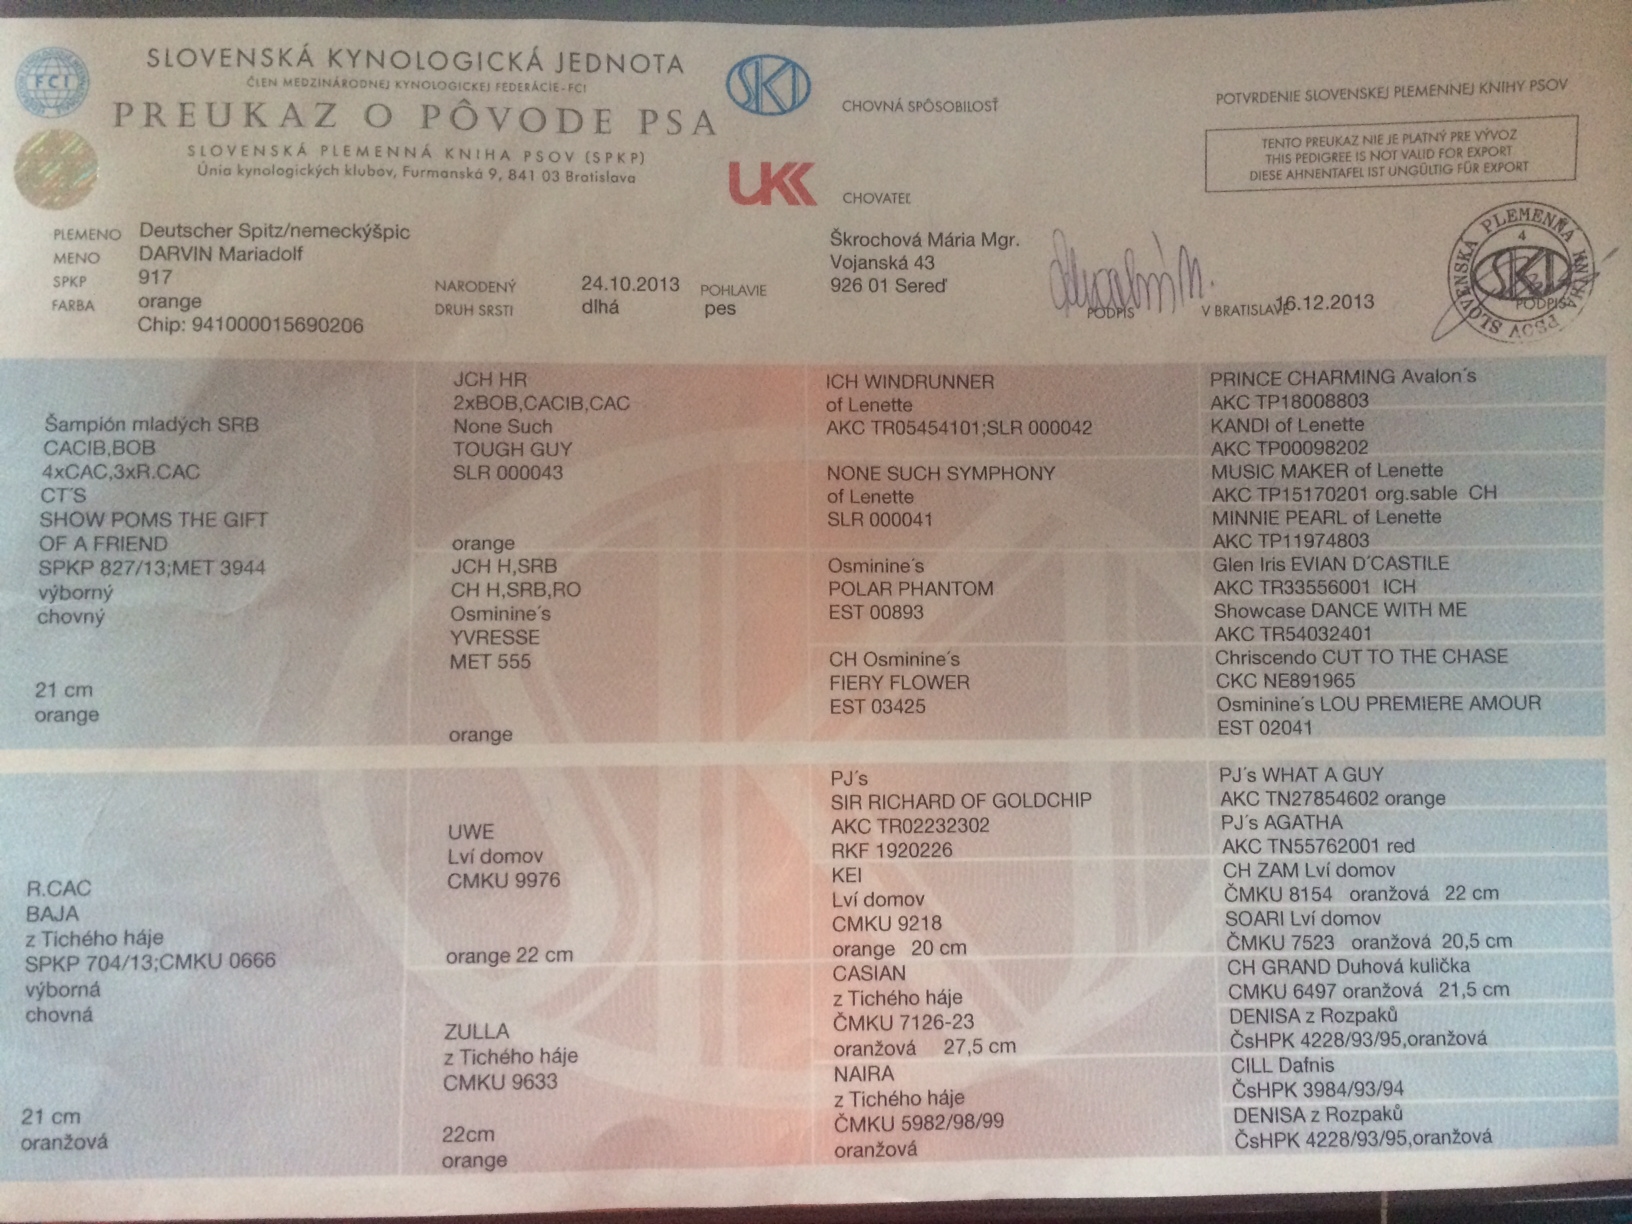 SLOVENSKÁ KYNOLOGICKÁ JEDNOTA
ČLEN MEDZINÁRODNEJ KYNOLOGICKEJ FEDERÁCIE-FCI
PREUKAZ O PÔVODE PSA
SLOVENSKÁ PLEMENNÁ KNIHA PSOV (SPKP)
Únia kynologických klubov, Furmanská 9, 841 03 Bratislava
FCI
SKJ
UKK
CHOVNÁ SPÔSOBILOSŤ
CHOVATEĽ
POTVRDENIE SLOVENSKEJ PLEMENNEJ KNIHY PSOV
TENTO PREUKAZ NIE JE PLATNÝ PRE VÝVOZ
THIS PEDIGREE IS NOT VALID FOR EXPORT
DIESE AHNENTAFEL IST UNGÜLTIG FÜR EXPORT
PLEMENO Deutscher Spitz/nemeckýšpic
MENO DARVIN Mariadolf
SPKP 917
FARBA orange
Chip: 941000015690206
NARODENÝ 24.10.2013 POHLAVIE
DRUH SRSTI dlhá pes
Škrochová Mária Mgr.
Vojanská 43
926 01 Sereď
PODPIS
V BRATISLAVE 16.12.2013
PODPIS
SLOVENSKÁ PLEMENNÁ KNIHA PSOV
4
SKJ
Šampión mladých SRB
CACIB,BOB
4xCAC,3xR.CAC
CT´S
SHOW POMS THE GIFT
OF A FRIEND
SPKP 827/13;MET 3944
výborný
chovný
21 cm
orange
JCH HR
2xBOB,CACIB,CAC
None Such
TOUGH GUY
SLR 000043
orange
JCH H,SRB
CH H,SRB,RO
Osminine´s
YVRESSE
MET 555
orange
ICH WINDRUNNER
of Lenette
AKC TR05454101;SLR 000042
NONE SUCH SYMPHONY
of Lenette
SLR 000041
Osminine´s
POLAR PHANTOM
EST 00893
CH Osminine´s
FIERY FLOWER
EST 03425
PRINCE CHARMING Avalon´s
AKC TP18008803
KANDI of Lenette
AKC TP00098202
MUSIC MAKER of Lenette
AKC TP15170201 org.sable CH
MINNIE PEARL of Lenette
AKC TP11974803
Glen Iris EVIAN D´CASTILE
AKC TR33556001 ICH
Showcase DANCE WITH ME
AKC TR54032401
Chriscendo CUT TO THE CHASE
CKC NE891965
Osminine´s LOU PREMIERE AMOUR
EST 02041
R.CAC
BAJA
z Tichého háje
SPKP 704/13;CMKU 0666
výborná
chovná
21 cm
oranžová
UWE
Lví domov
CMKU 9976
orange 22 cm
ZULLA
z Tichého háje
CMKU 9633
22cm
orange
PJ´s
SIR RICHARD OF GOLDCHIP
AKC TR02232302
RKF 1920226
KEI
Lví domov
CMKU 9218
orange 20 cm
CASIAN
z Tichého háje
ČMKU 7126-23
oranžová 27,5 cm
NAIRA
z Tichého háje
ČMKU 5982/98/99
oranžová
PJ´s WHAT A GUY
AKC TN27854602 orange
PJ´s AGATHA
AKC TN55762001 red
CH ZAM Lví domov
ČMKU 8154 oranžová 22 cm
SOARI Lví domov
ČMKU 7523 oranžová 20,5 cm
CH GRAND Duhová kulička
CMKU 6497 oranžová 21,5 cm
DENISA z Rozpaků
ČsHPK 4228/93/95,oranžová
CILL Dafnis
ČsHPK 3984/93/94
DENISA z Rozpaků
ČsHPK 4228/93/95,oranžová